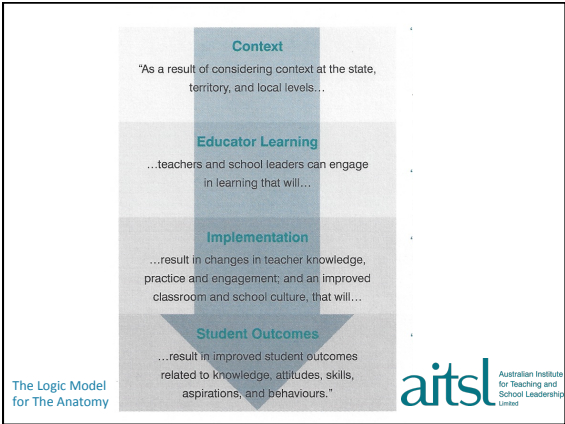 Context
“As a result of considering context at the state,
territory, and local levels…
Educator Learning
…teachers and school leaders can engage
in learning that will…
Implementation
…result in changes in teacher knowledge,
practice and engagement; and an improved
classroom and school culture, that will…
Student Outcomes
…result in improved student outcomes
related to knowledge, attitudes, skills,
aspirations, and behaviours.”
The Logic Model
for The Anatomy
aitsl
Australian Institute
for Teaching and
School Leadership
Limited